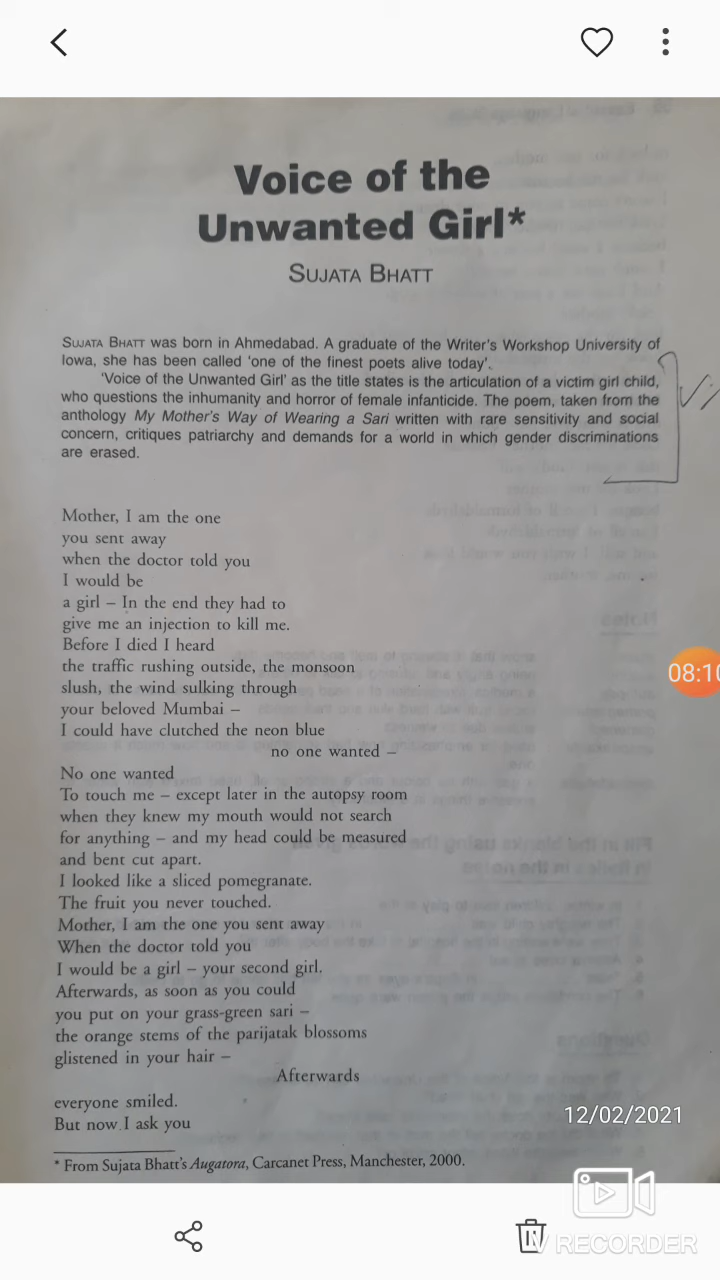 Voice of the
Unwanted Girl*
SUJATA BHATT
SUJATA BHATT was born in Ahmedabad. A graduate of the Writer's Workshop University of
Iowa, she has been called 'one of the finest poets alive today'.
'Voice of the Unwanted Girl' as the title states is the articulation of a victim girl child,
who questions the inhumanity and horror of female infanticide. The poem, taken from the
anthology My Mother's Way of Wearing a Sari written with rare sensitivity and social
concern, critiques patriarchy and demands for a world in which gender discriminations
are erased.
Mother, I am the one
you sent away
when the doctor told you
I would be
a girl – In the end they had to
give me an injection to kill me.
Before I died I heard
the traffic rushing outside, the monsoon
slush, the wind sulking through
your beloved Mumbai –
I could have clutched the neon blue
no one wanted –
No one wanted
To touch me – except later in the autopsy room
when they knew my mouth would not search
for anything – and my head could be measured
and bent cut apart.
I looked like a sliced pomegranate.
The fruit you never touched.
Mother, I am the one you sent away
When the doctor told you
I would be a girl – your second girl.
Afterwards, as soon as you could
you put on your grass-green sari –
the orange stems of the parijatak blossoms
glistened in your hair –
Afterwards
everyone smiled.
But now I ask you
* From Sujata Bhatt's Augatora, Carcanet Press, Manchester, 2000.
08:10
12/02/2021
RECORDER